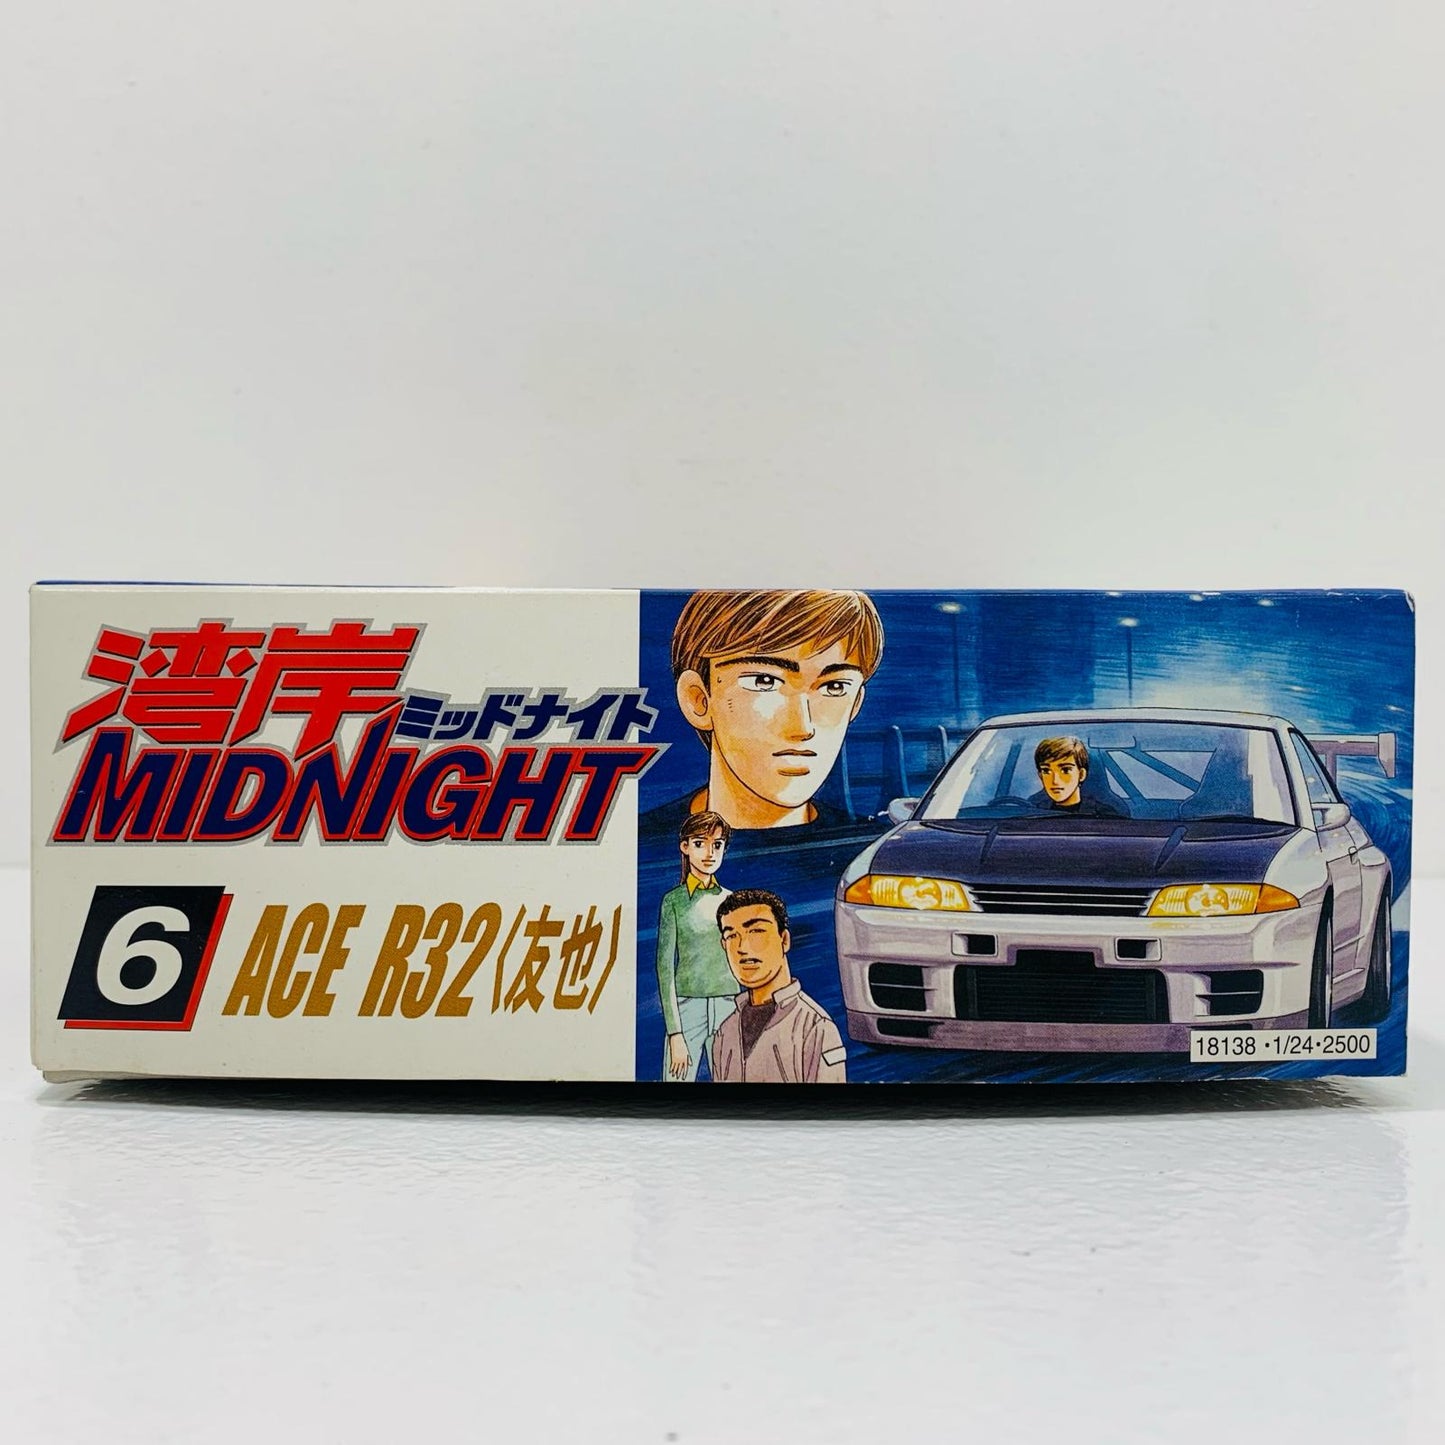 湾岸
ミッドナイト
MIDNIGHT
6 ACE R32〈友也〉
18138・1/24・2500